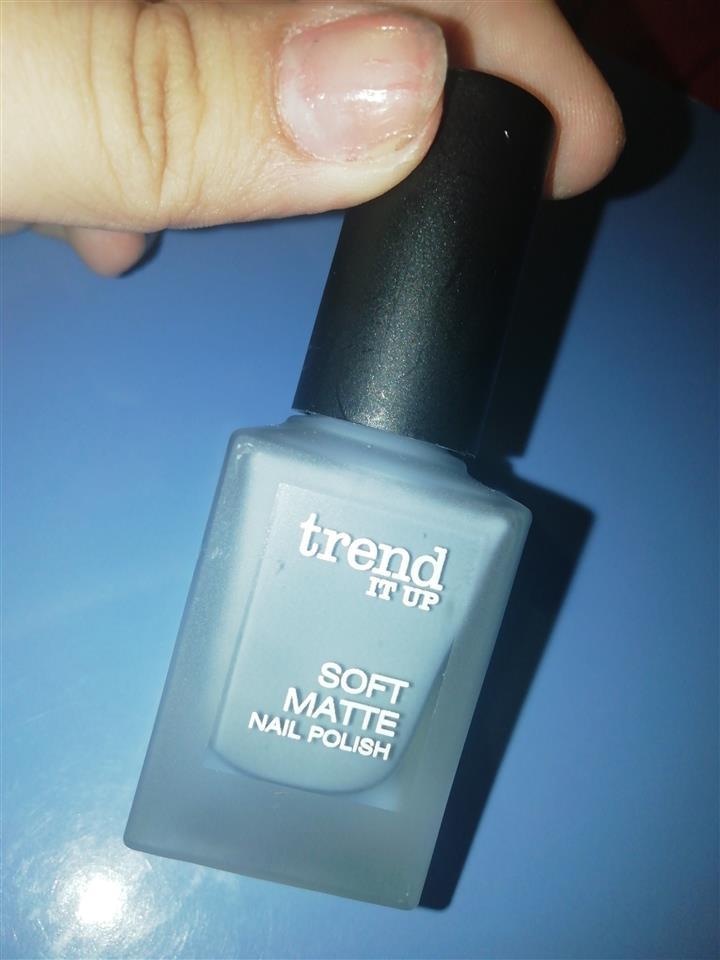 trend
IT UP
SOFT
MATTE
NAIL POLISH